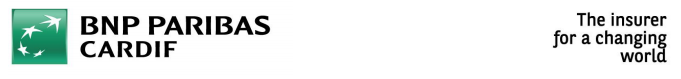 BNP PARIBAS
CARDIF
The insurer
for a changing
world